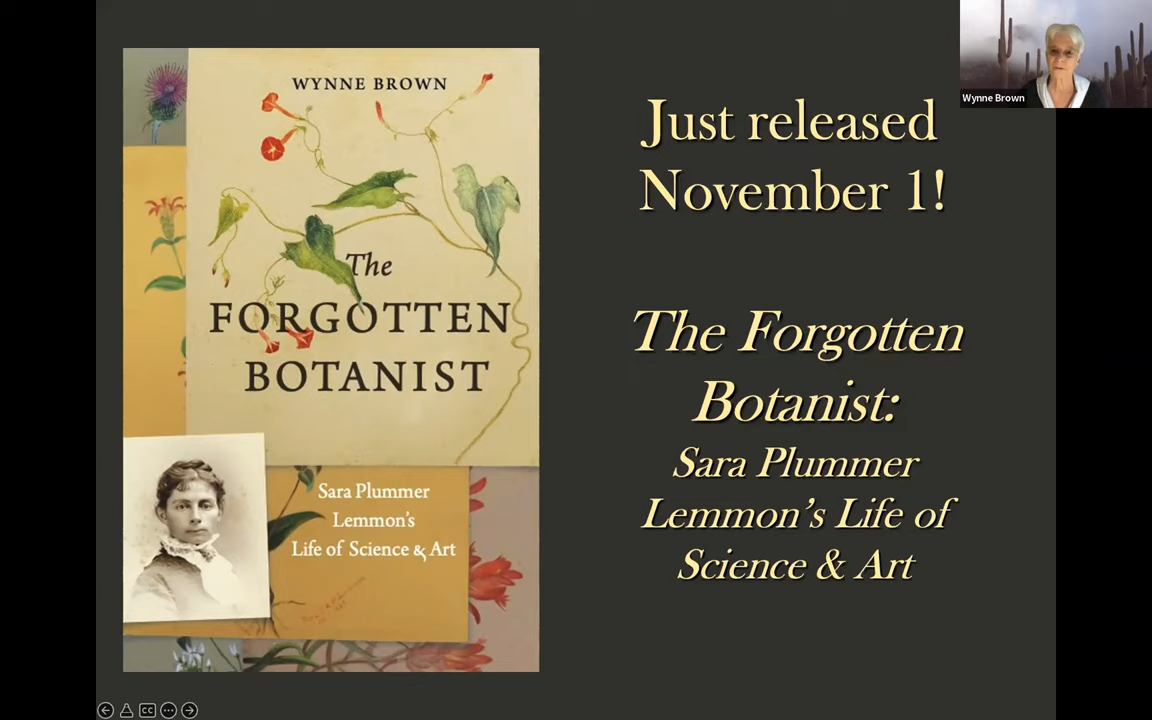 WYNNE BROWN
The
FORGOTTEN
BOTANIST
Sara Plummer
Lemmon's
Life of Science & Art
Just released
November 1!
The Forgotten
Botanist:
Sara Plummer
Lemmon’s Life of
Science & Art
Wynne Brown
CC